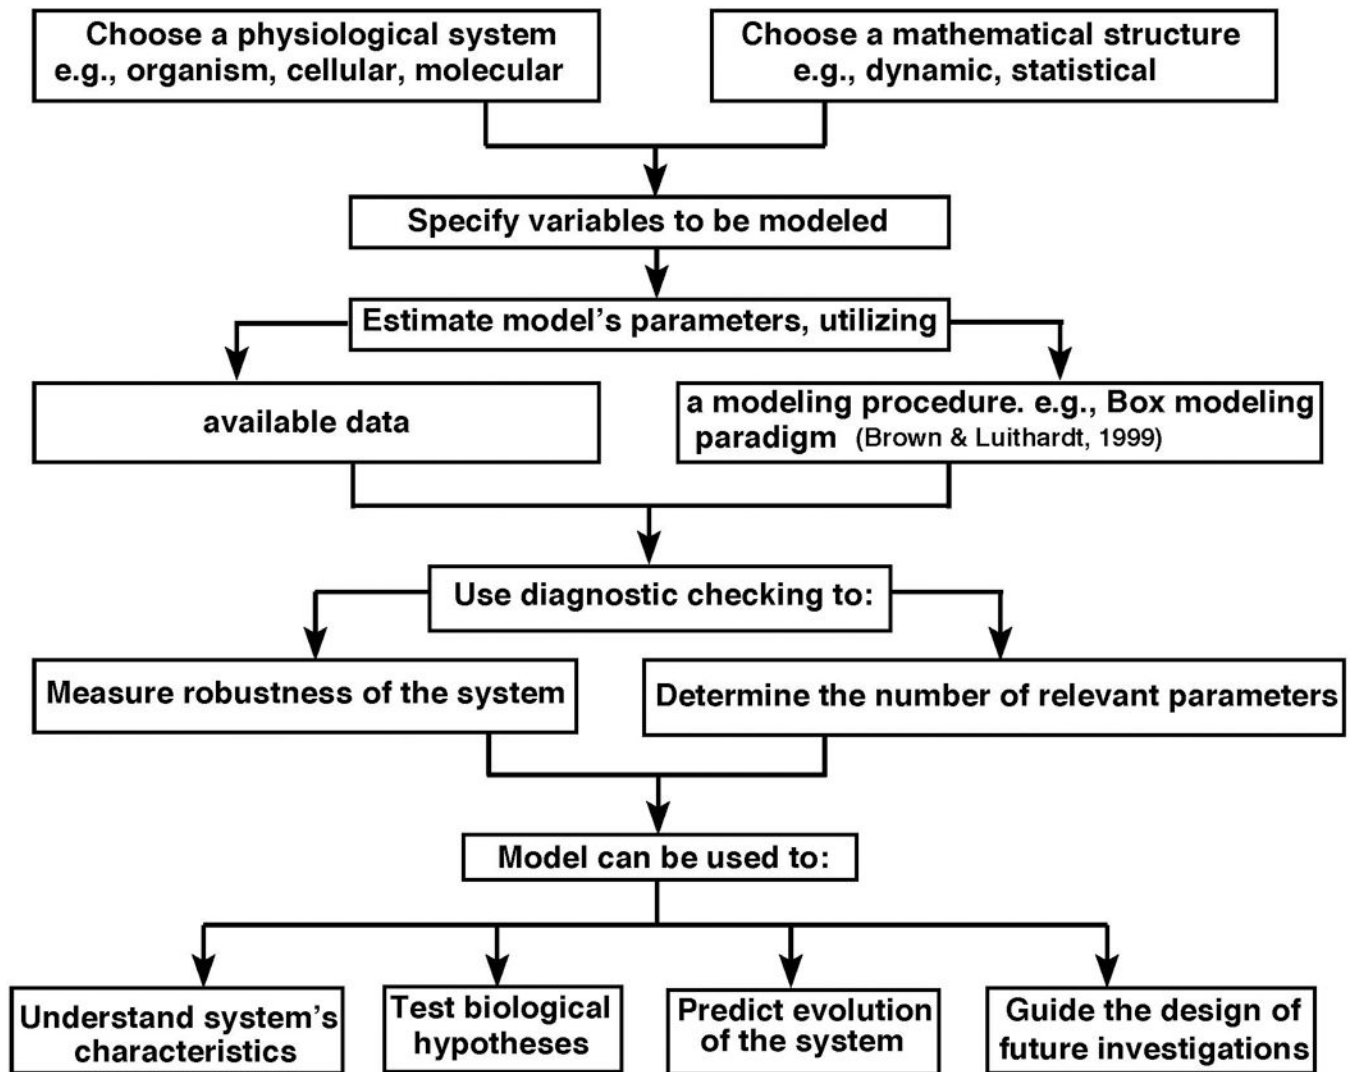 Choose a physiological system
e.g., organism, cellular, molecular
Choose a mathematical structure
e.g., dynamic, statistical
Specify variables to be modeled
Estimate model's parameters, utilizing
available data
a modeling procedure. e.g., Box modeling
paradigm (Brown & Luithardt, 1999)
Use diagnostic checking to:
Measure robustness of the system
Determine the number of relevant parameters
Model can be used to:
Understand system's
characteristics
Test biological
hypotheses
Predict evolution
of the system
Guide the design of
future investigations